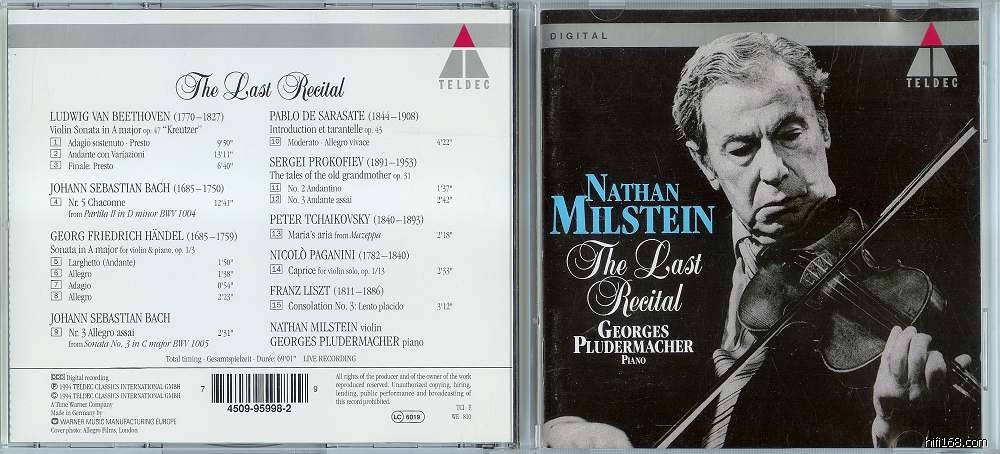 TELDEC
The Last Recital
LUDWIG VAN BEETHOVEN (1770–1827)
Violin Sonata in A major op. 47 "Kreutzer"
1 Adagio sostenuto · Presto 9'50"
2 Andante con Variazioni 13'11"
3 Finale: Presto 6'40"
JOHANN SEBASTIAN BACH (1685–1750)
4 Nr. 5 Chaconne 12'41"
from Partita II in D minor BWV 1004
GEORG FRIEDRICH HÄNDEL (1685–1759)
Sonata in A major for violin & piano, op. 1/3
5 Larghetto (Andante) 1'50"
6 Allegro 1'38"
7 Adagio 0'54"
8 Allegro 2'23"
JOHANN SEBASTIAN BACH
9 Nr. 3 Allegro assai 2'31"
from Sonata No. 3 in C major BWV 1005
PABLO DE SARASATE (1844–1908)
Introduction et tarantelle op. 43
10 Moderato · Allegro vivace 4'22"
SERGEI PROKOFIEV (1891–1953)
The tales of the old grandmother op. 31
11 No. 2 Andantino 1'37"
12 No. 3 Andante assai 2'42"
PETER TCHAIKOVSKY (1840–1893)
13 Maria's aria from Mazeppa 2'18"
NICOLÒ PAGANINI (1782–1840)
14 Caprice for violin solo, op. 1/13 2'33"
FRANZ LISZT (1811–1886)
15 Consolation No. 3: Lento placido 3'12"
NATHAN MILSTEIN violin
GEORGES PLUDERMACHER piano
Total timing · Gesamtspielzeit · Durée: 69'01" LIVE RECORDING
DDD Digital recording
℗ 1994 TELDEC CLASSICS INTERNATIONAL GMBH
© 1994 TELDEC CLASSICS INTERNATIONAL GMBH
A Time Warner Company
Made in Germany by
WARNER MUSIC MANUFACTURING EUROPE
Cover photo: Allegro Films, London
7 9
4509-95998-2
All rights of the producer and of the owner of the work
reproduced reserved. Unauthorized copying, hiring,
lending, public performance and broadcasting of
this record prohibited.
LC 6019
TCI · P
WE 810
DIGITAL
TELDEC
NATHAN
MILSTEIN
The Last
Recital
GEORGES
PLUDERMACHER
PIANO
hifi168.com